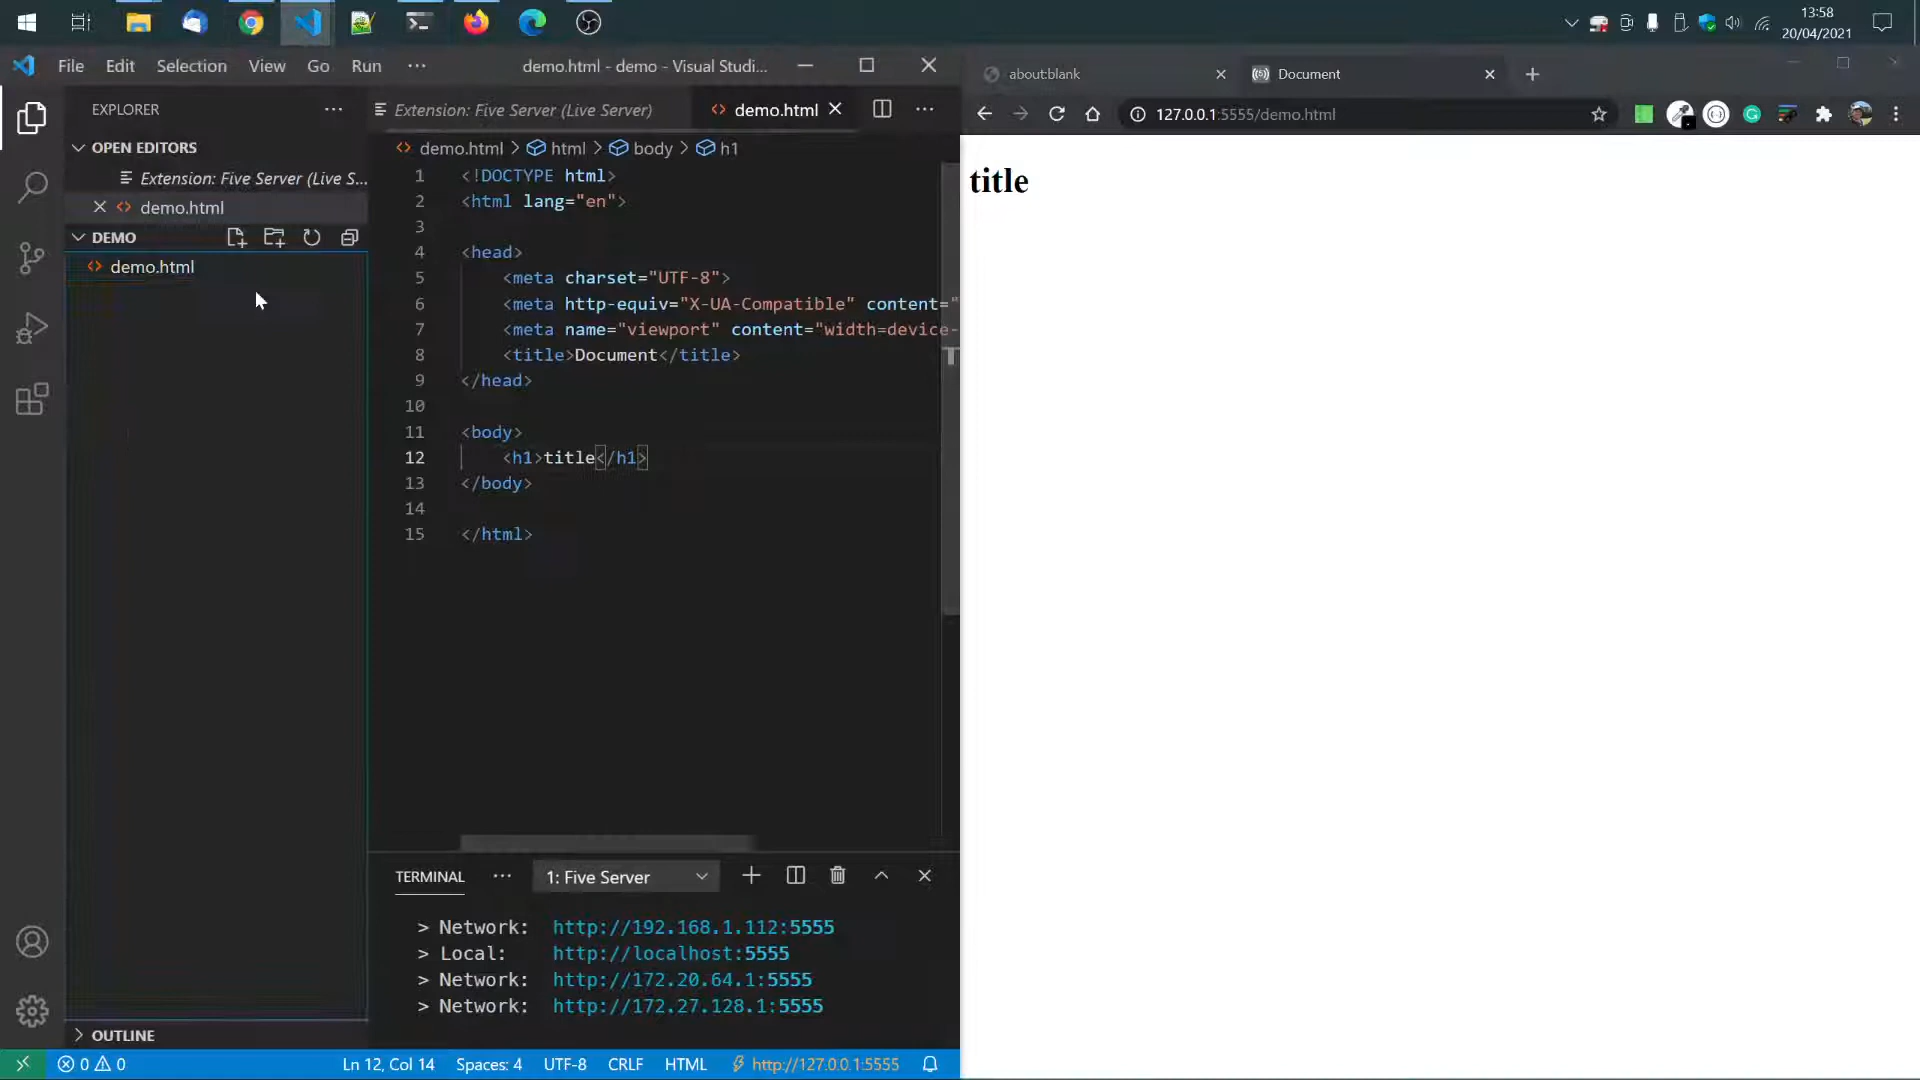 13:58
20/04/2021
File Edit Selection View Go Run ··· demo.html - demo - Visual Studi...
about:blank
Document
127.0.0.1:5555/demo.html
EXPLORER
OPEN EDITORS
Extension: Five Server (Live S...
demo.html
DEMO
demo.html
OUTLINE
Extension: Five Server (Live Server)
demo.html
demo.html > html > body > h1
1 <!DOCTYPE html>
2 <html lang="en">
3
4 <head>
5 <meta charset="UTF-8">
6 <meta http-equiv="X-UA-Compatible" content="
7 <meta name="viewport" content="width=device-
8 <title>Document</title>
9 </head>
10
11 <body>
12 <h1>title</h1>
13 </body>
14
15 </html>
TERMINAL ··· 1: Five Server
> Network: http://192.168.1.112:5555
> Local: http://localhost:5555
> Network: http://172.20.64.1:5555
> Network: http://172.27.128.1:5555
0 0 Ln 12, Col 14 Spaces: 4 UTF-8 CRLF HTML http://127.0.0.1:5555
title